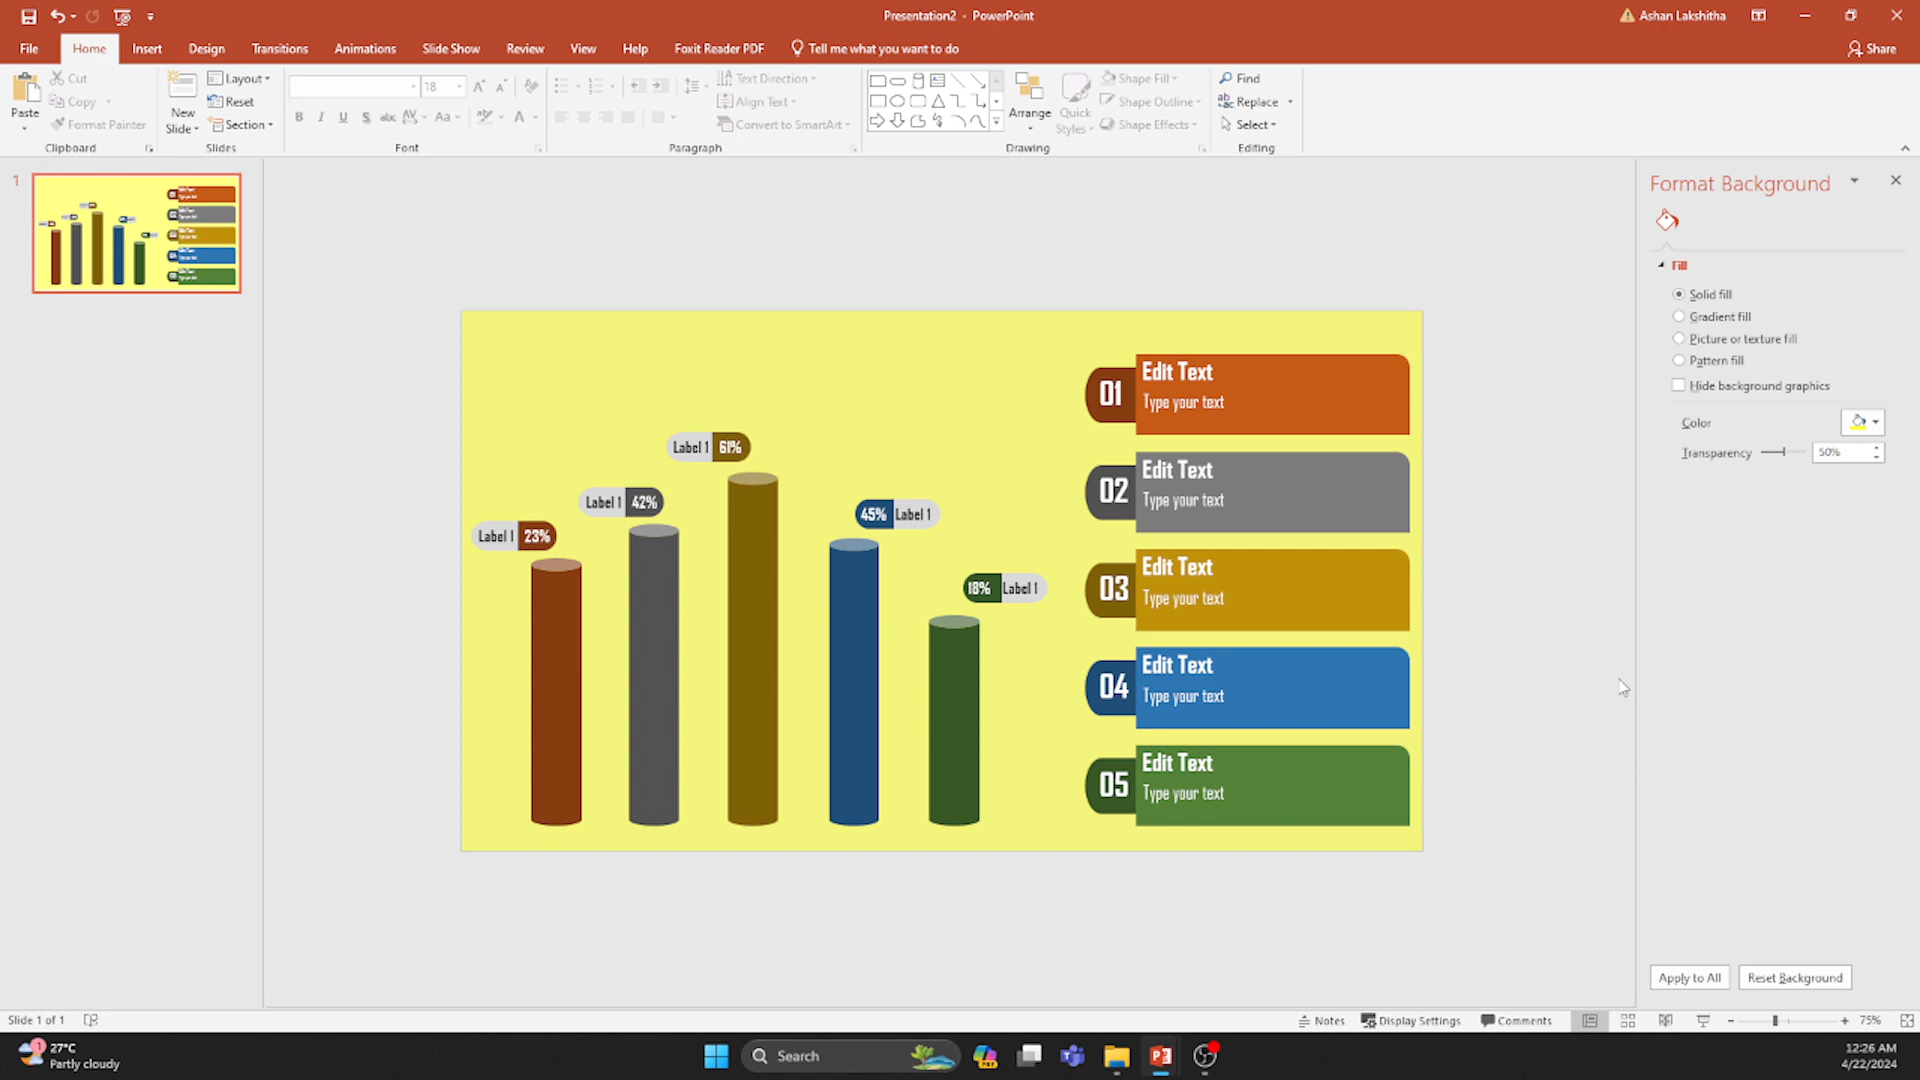 Presentation2 - PowerPoint
Ashan Lakshitha
File Home Insert Design Transitions Animations Slide Show Review View Help Foxit Reader PDF Tell me what you want to do Share
Paste
Cut
Copy
Format Painter
Clipboard
New Slide
Layout
Reset
Section
Slides
18
B I U S abc AV Aa A
Font
Text Direction
Align Text
Convert to SmartArt
Paragraph
Arrange
Quick Styles
Shape Fill
Shape Outline
Shape Effects
Drawing
Find
Replace
Select
Editing
1
Label 1 23%
Label 1 42%
Label 1 61%
45% Label 1
18% Label 1
01 Edit Text
Type your text
02 Edit Text
Type your text
03 Edit Text
Type your text
04 Edit Text
Type your text
05 Edit Text
Type your text
Format Background
Fill
Solid fill
Gradient fill
Picture or texture fill
Pattern fill
Hide background graphics
Color
Transparency 50%
Apply to All Reset Background
Slide 1 of 1
Notes Display Settings Comments 75%
1
27°C
Partly cloudy
Search
12:26 AM
4/22/2024